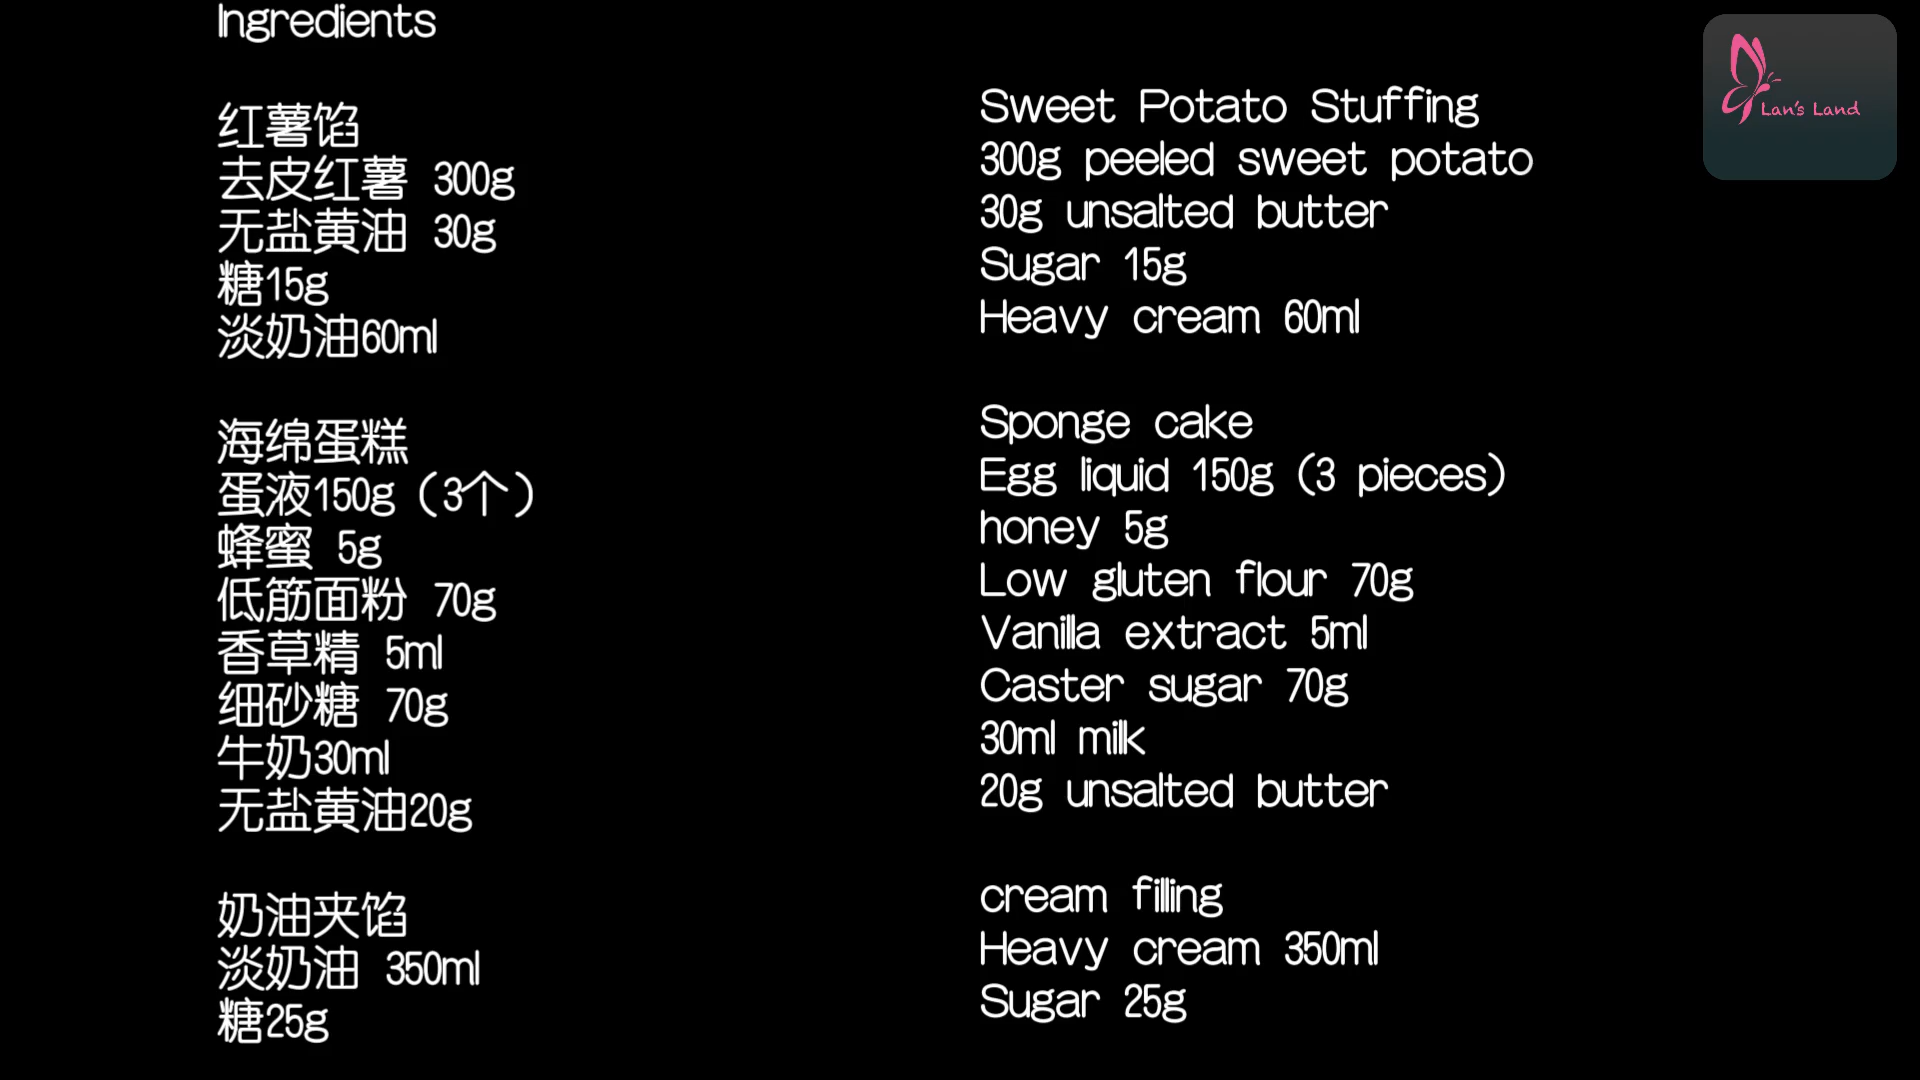 Ingredients
红薯馅
去皮红薯 300g
无盐黄油 30g
糖15g
淡奶油60ml
海绵蛋糕
蛋液150g（3个）
蜂蜜 5g
低筋面粉 70g
香草精 5ml
细砂糖 70g
牛奶30ml
无盐黄油20g
奶油夹馅
淡奶油 350ml
糖25g
Sweet Potato Stuffing
300g peeled sweet potato
30g unsalted butter
Sugar 15g
Heavy cream 60ml
Sponge cake
Egg liquid 150g (3 pieces)
honey 5g
Low gluten flour 70g
Vanilla extract 5ml
Caster sugar 70g
30ml milk
20g unsalted butter
cream filling
Heavy cream 350ml
Sugar 25g
Lan's Land